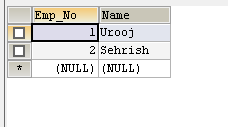 Emp_No Name
1 Urooj
2 Sehrish
* (NULL) (NULL)